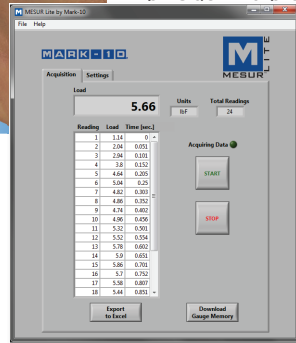 MESUR Lite by Mark-10
File Help
MARK-10
M
MESUR
LITE
Acquisition Settings
Load
5.66
Units
lbF
Total Readings
24
Reading Load Time [sec.]
1 1.14 0
2 2.04 0.051
3 2.94 0.101
4 3.8 0.152
5 4.64 0.205
6 5.04 0.25
7 4.82 0.303
8 4.86 0.352
9 4.74 0.402
10 4.96 0.456
11 5.32 0.501
12 5.52 0.554
13 5.78 0.602
14 5.9 0.651
15 5.86 0.701
16 5.7 0.752
17 5.58 0.807
18 5.44 0.851
Acquiring Data
START
STOP
Export
to Excel
Download
Gauge Memory